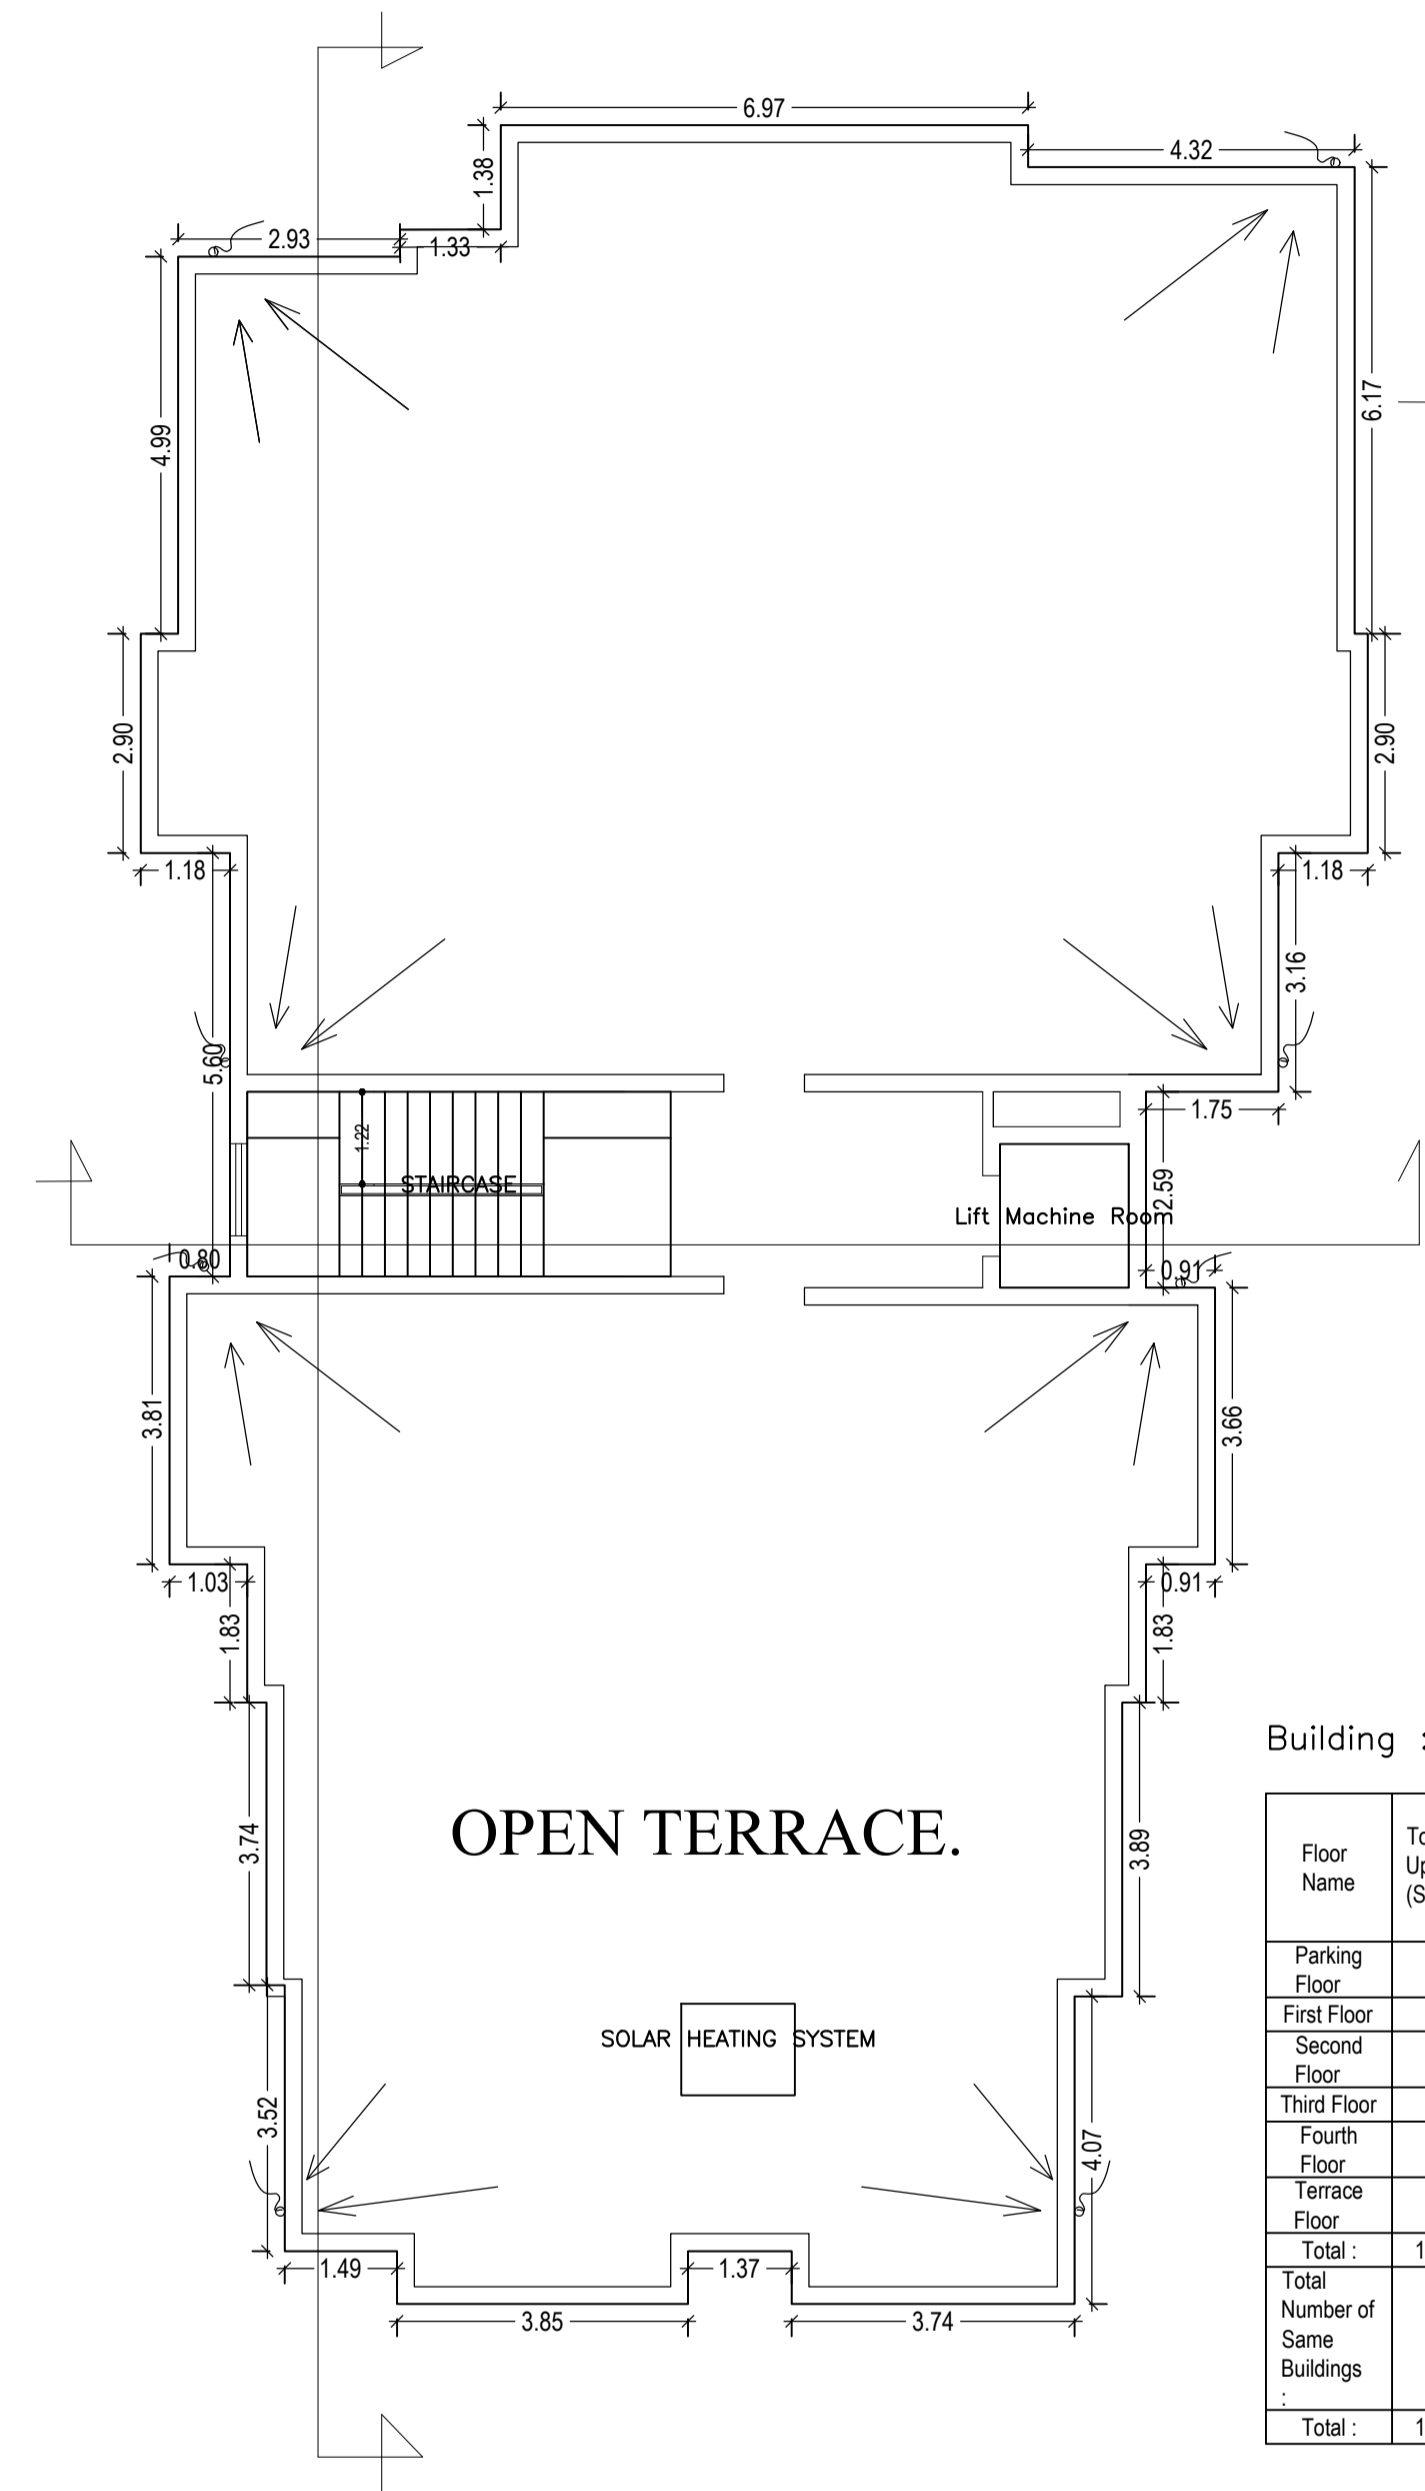 6.97
4.32
1.38
2.93
1.33
4.99
6.17
2.90
2.90
1.18
1.18
3.16
5.60
1.75
1.22
STAIRCASE
2.59
Lift Machine Room
0.80
0.91
3.81
3.66
1.03
0.91
1.83
1.83
Building :
OPEN TERRACE.
3.74
3.89
Floor
Name
Parking
Floor
First Floor
Second
Floor
Third Floor
Fourth
Floor
Terrace
Floor
Total :
Total
Number of
Same
Buildings
:
Total :
SOLAR HEATING SYSTEM
3.52
4.07
1.49
1.37
3.85
3.74